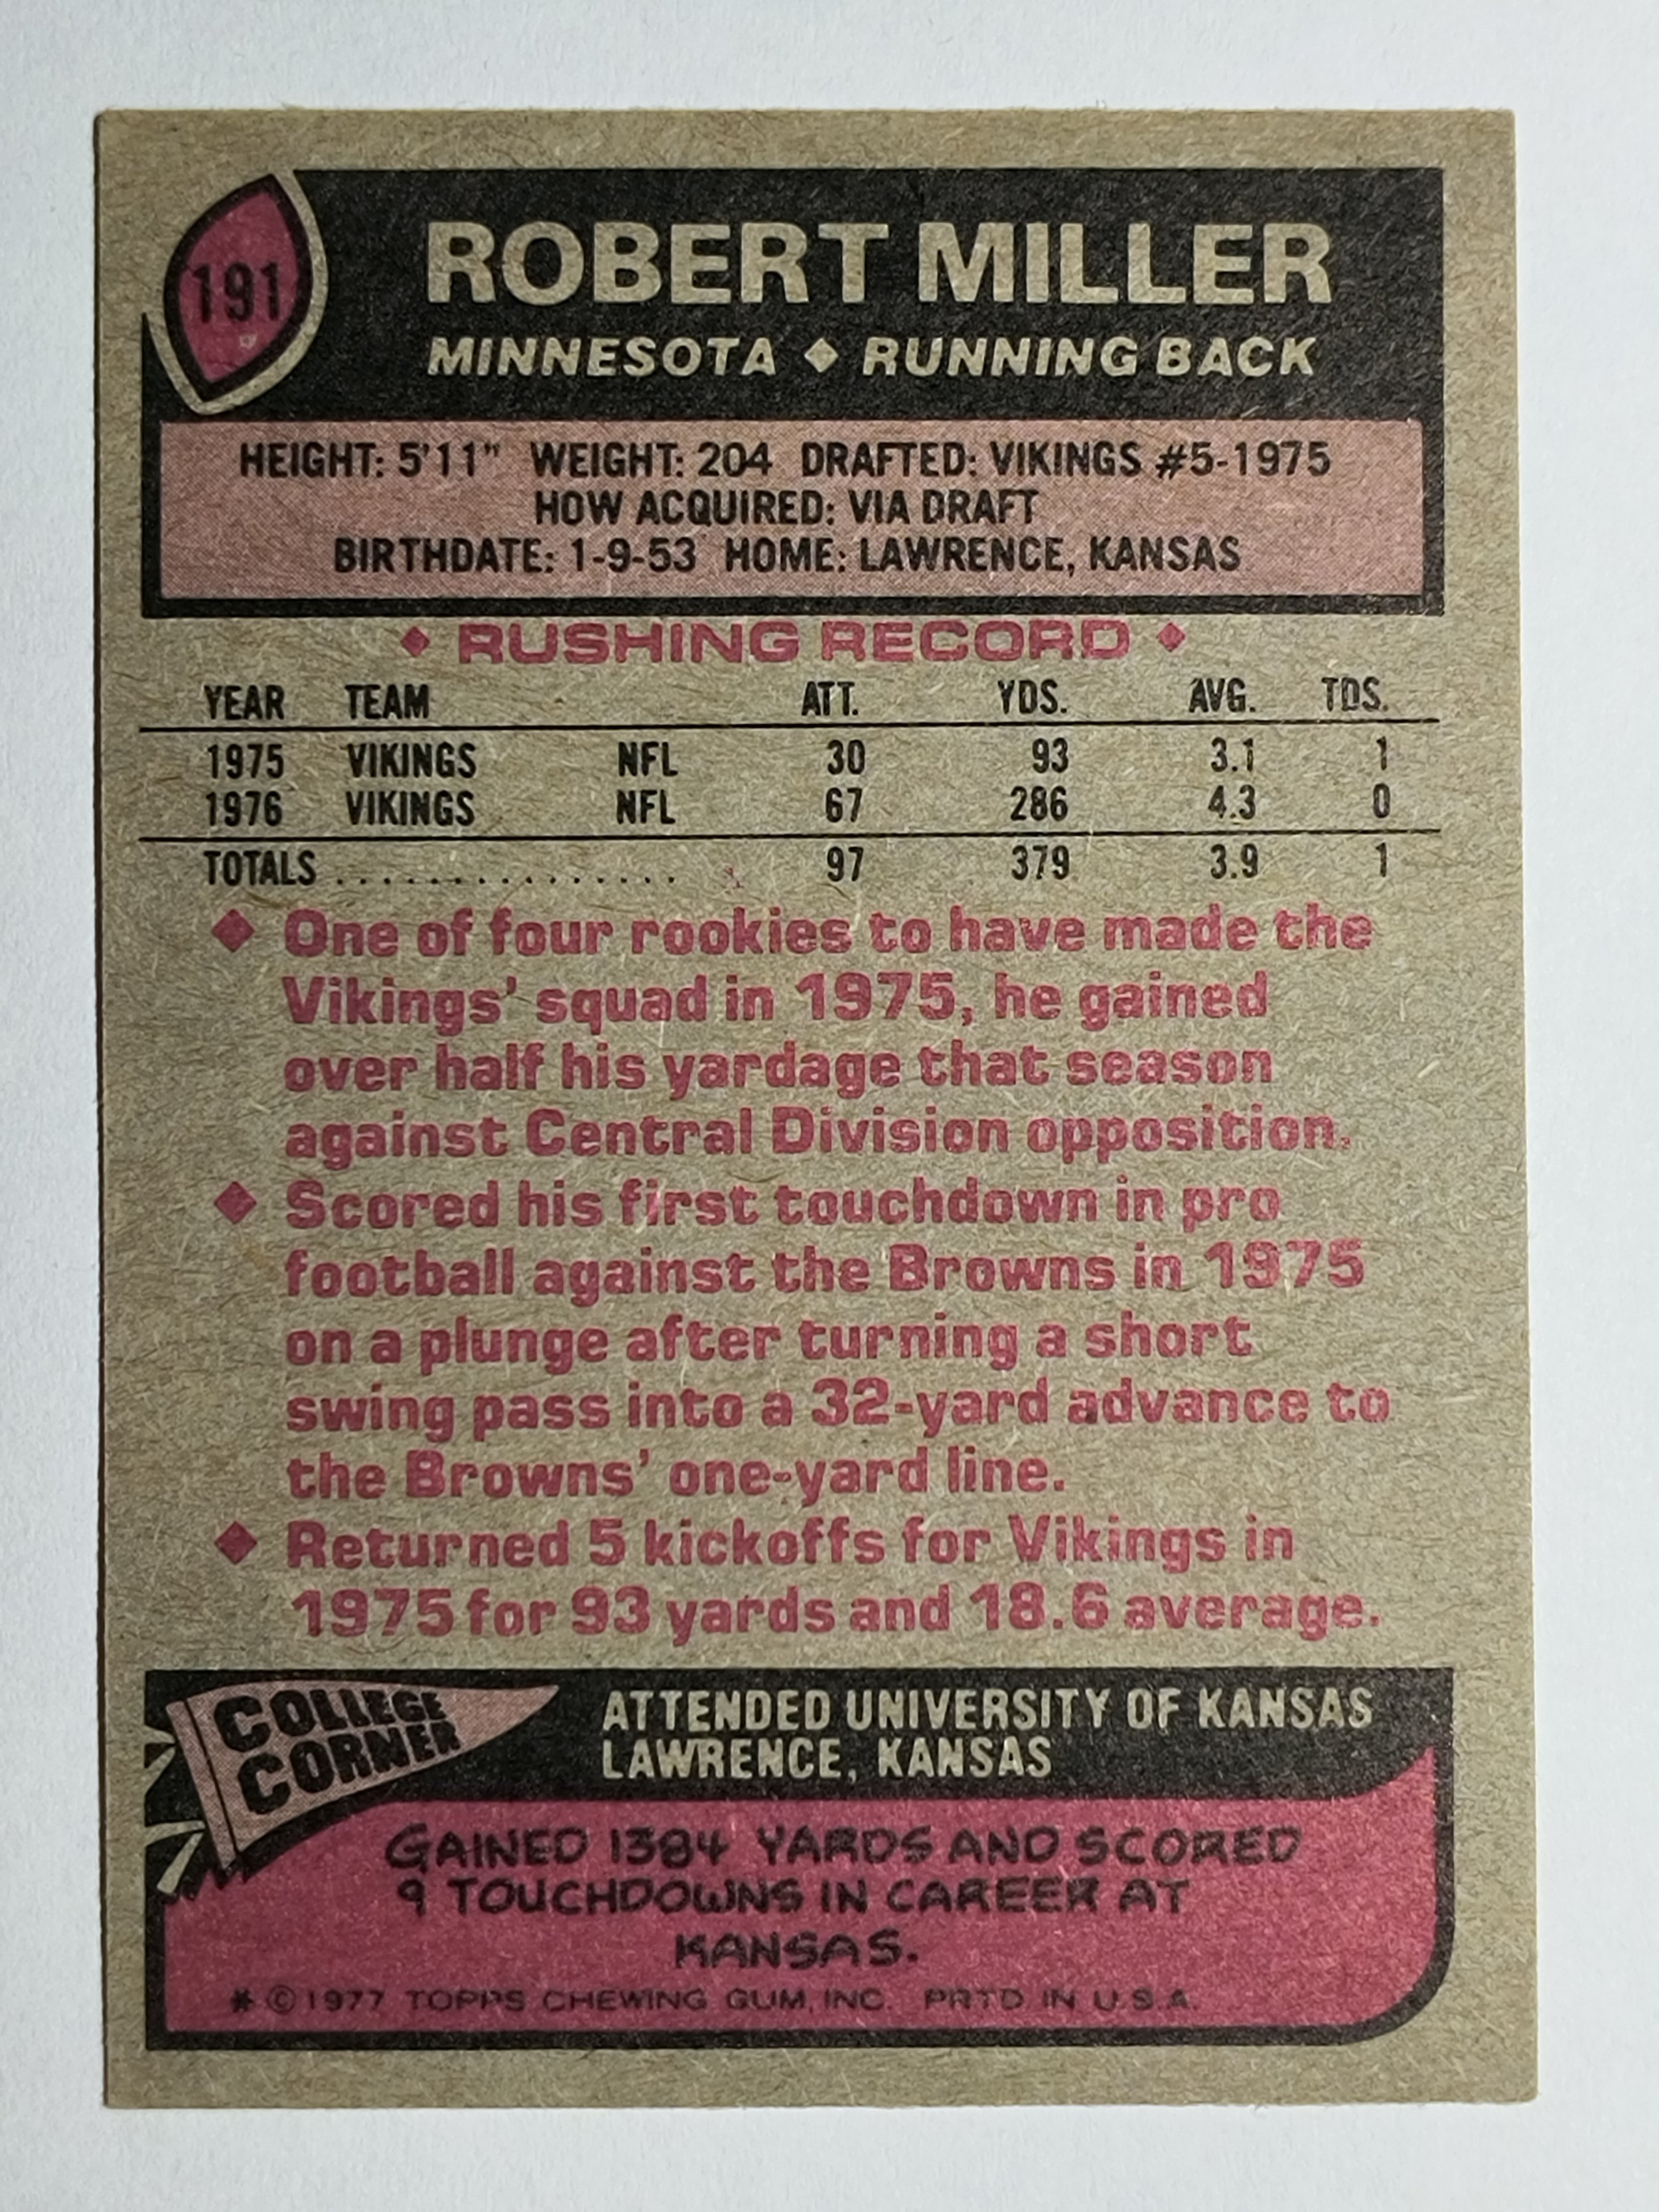 191
ROBERT MILLER
MINNESOTA ◆ RUNNING BACK
HEIGHT: 5'11" WEIGHT: 204 DRAFTED: VIKINGS #5-1975
HOW ACQUIRED: VIA DRAFT
BIRTHDATE: 1-9-53 HOME: LAWRENCE, KANSAS
◆ RUSHING RECORD ◆
YEAR TEAM ATT. YDS. AVG. TDS.
1975 VIKINGS NFL 30 93 3.1 1
1976 VIKINGS NFL 67 286 4.3 0
TOTALS . . . . . . . . . . . . . . . 97 379 3.9 1
◆ One of four rookies to have made the
Vikings' squad in 1975, he gained
over half his yardage that season
against Central Division opposition.
◆ Scored his first touchdown in pro
football against the Browns in 1975
on a plunge after turning a short
swing pass into a 32-yard advance to
the Browns' one-yard line.
◆ Returned 5 kickoffs for Vikings in
1975 for 93 yards and 18.6 average.
COLLEGE
CORNER
ATTENDED UNIVERSITY OF KANSAS
LAWRENCE, KANSAS
GAINED 1384 YARDS AND SCORED
9 TOUCHDOWNS IN CAREER AT
KANSAS.
* © 1977 TOPPS CHEWING GUM, INC. PRTD IN U.S.A.